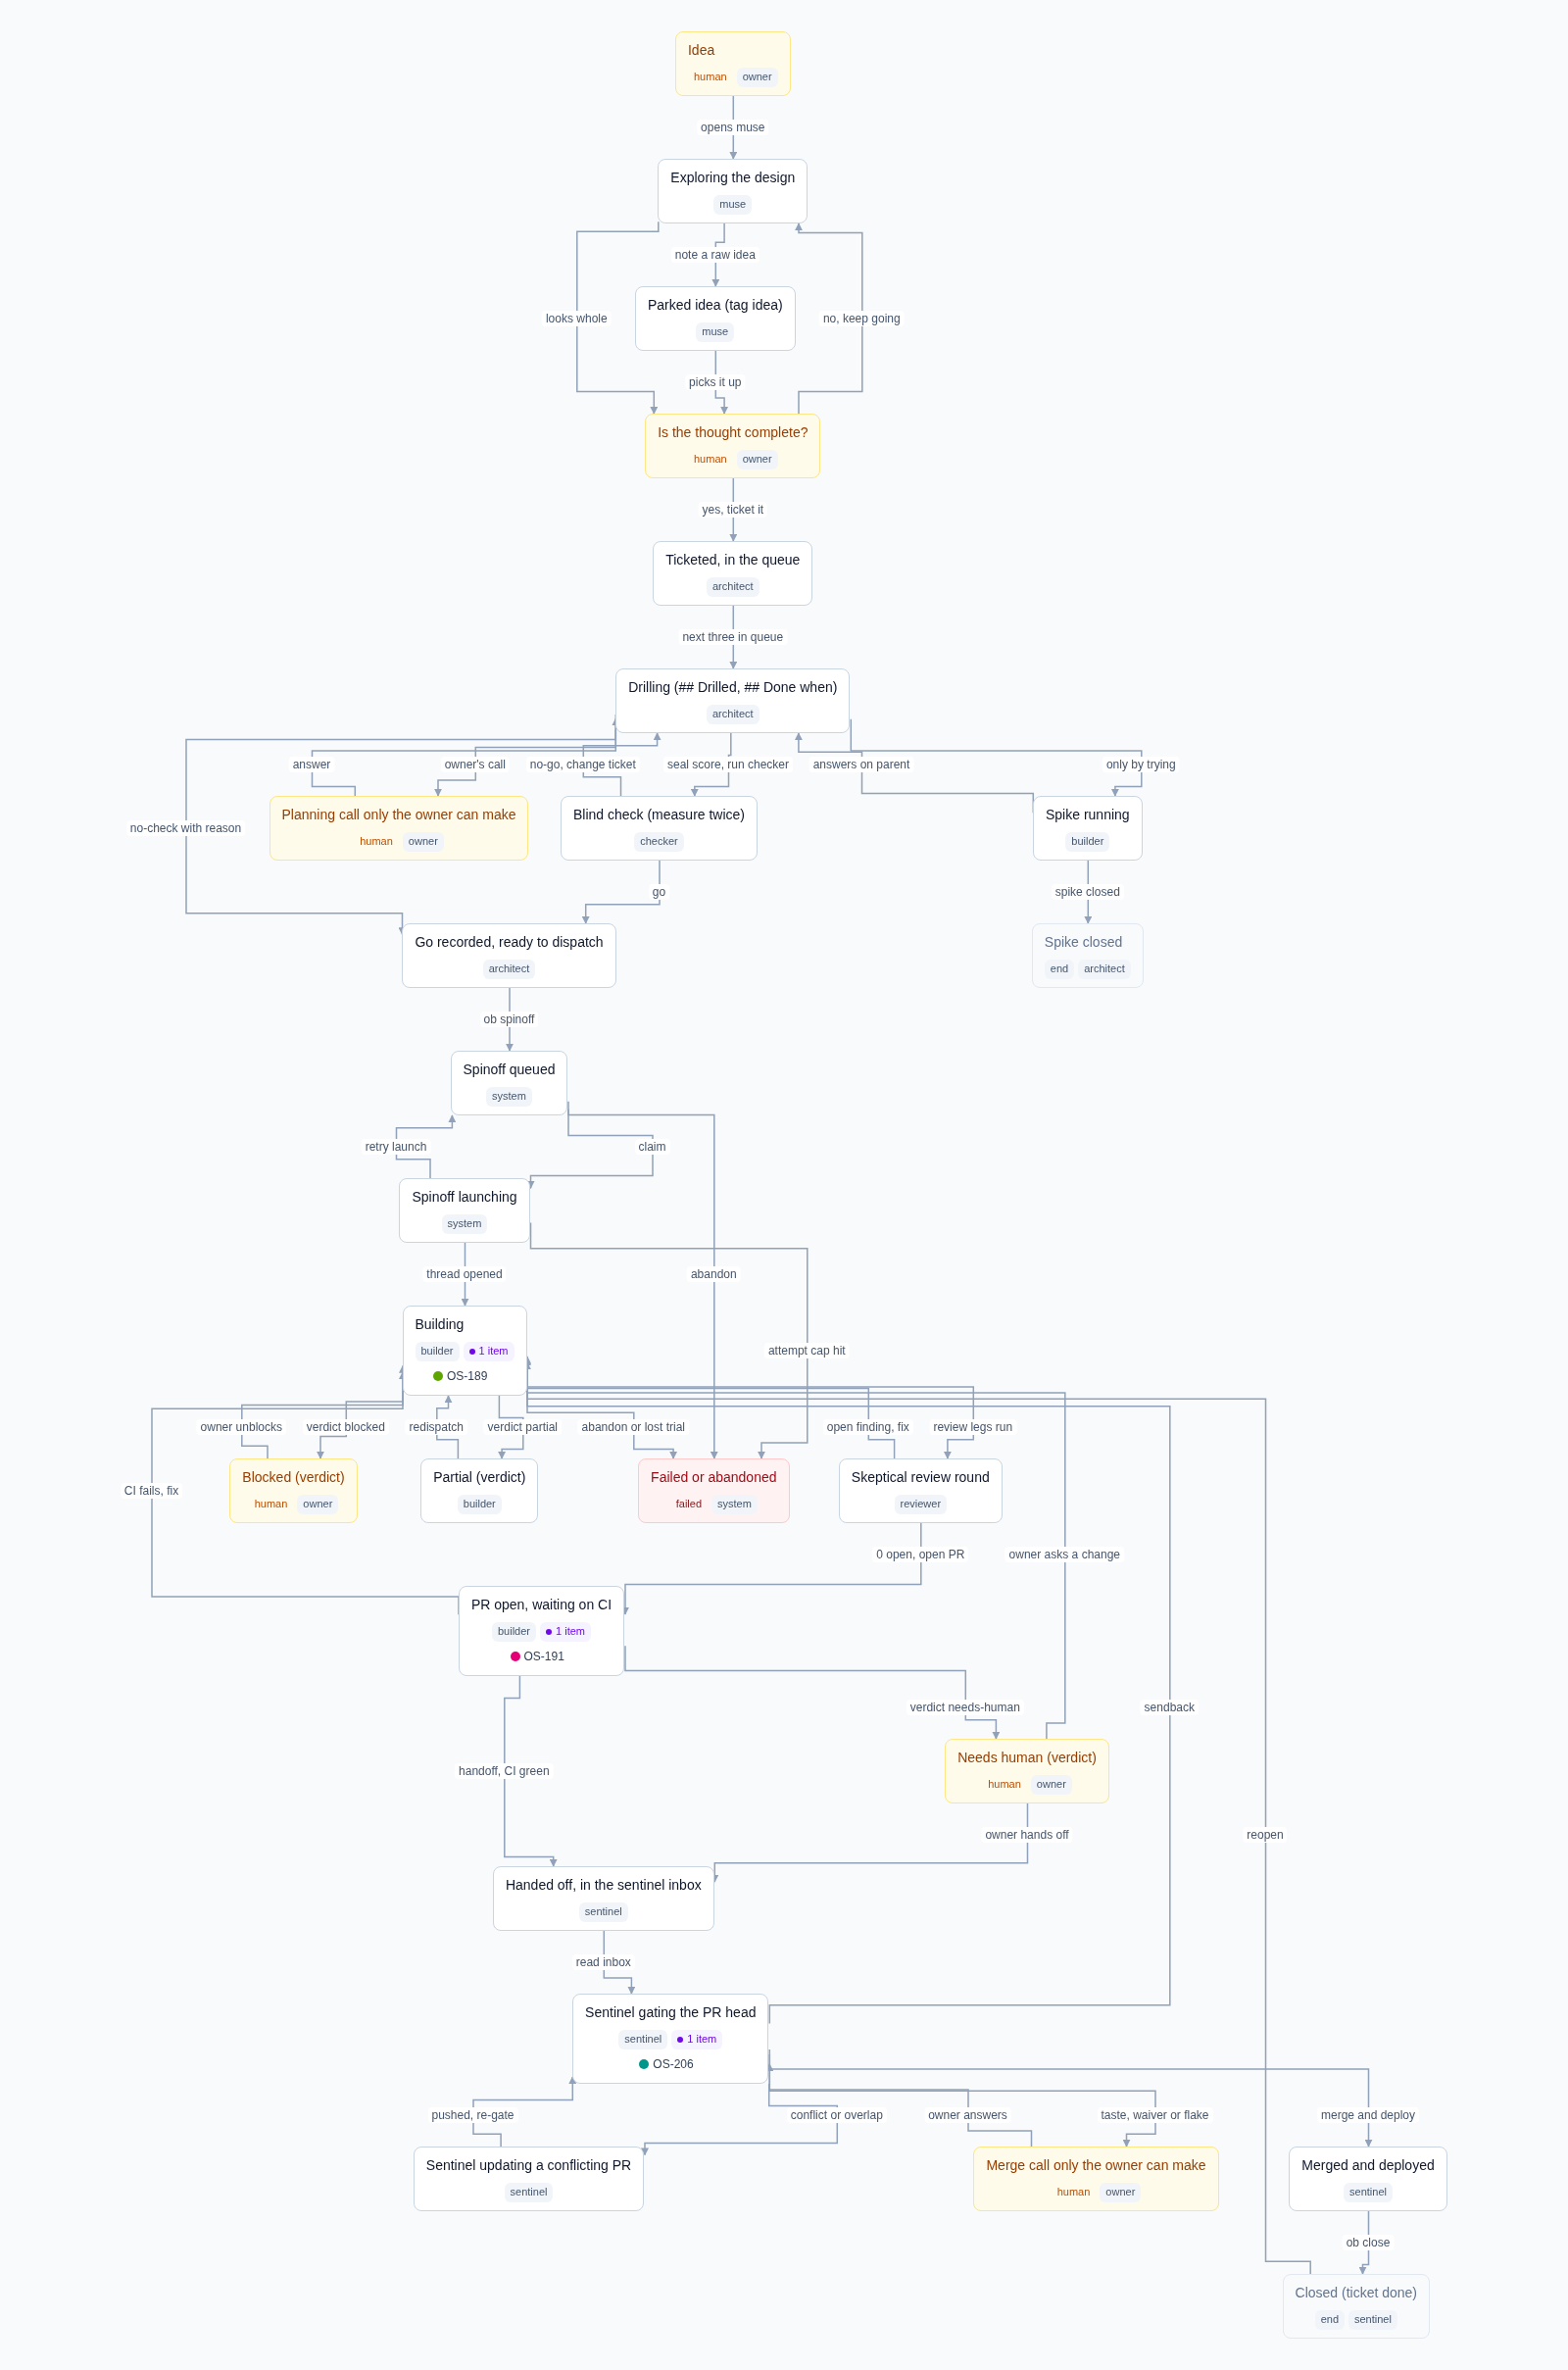 Idea
human owner
opens muse
Exploring the design
muse
note a raw idea
Parked idea (tag idea)
muse
looks whole
no, keep going
picks it up
Is the thought complete?
human owner
yes, ticket it
Ticketed, in the queue
architect
next three in queue
Drilling (## Drilled, ## Done when)
architect
answer
owner's call
no-go, change ticket
seal score, run checker
answers on parent
only by trying
Planning call only the owner can make
human owner
Blind check (measure twice)
checker
Spike running
builder
no-check with reason
go
spike closed
Go recorded, ready to dispatch
architect
Spike closed
end architect
ob spinoff
Spinoff queued
system
retry launch
claim
Spinoff launching
system
thread opened
abandon
Building
builder 1 item
OS-189
attempt cap hit
owner unblocks
verdict blocked
redispatch
verdict partial
abandon or lost trial
open finding, fix
review legs run
Blocked (verdict)
human owner
Partial (verdict)
builder
Failed or abandoned
failed system
Skeptical review round
reviewer
CI fails, fix
0 open, open PR
owner asks a change
PR open, waiting on CI
builder 1 item
OS-191
verdict needs-human
sendback
Needs human (verdict)
human owner
handoff, CI green
owner hands off
reopen
Handed off, in the sentinel inbox
sentinel
read inbox
Sentinel gating the PR head
sentinel 1 item
OS-206
pushed, re-gate
conflict or overlap
owner answers
taste, waiver or flake
merge and deploy
Sentinel updating a conflicting PR
sentinel
Merge call only the owner can make
human owner
Merged and deployed
sentinel
ob close
Closed (ticket done)
end sentinel